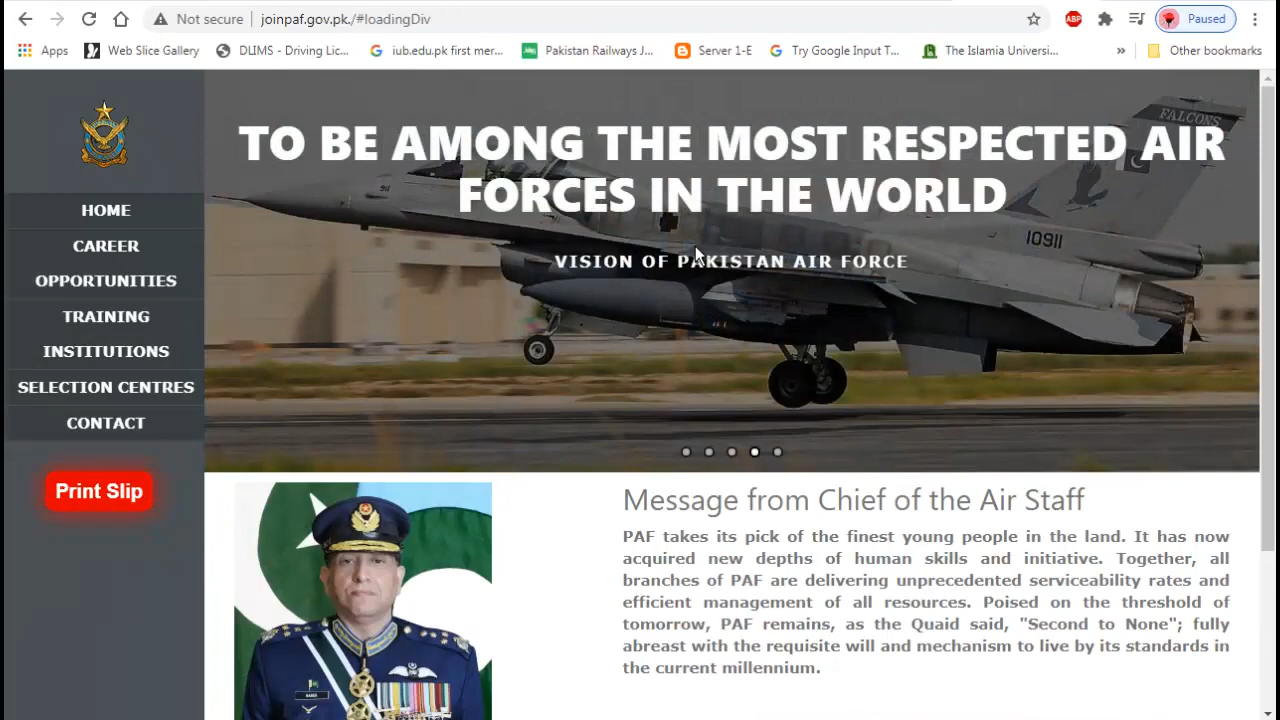 Not secure
joinpaf.gov.pk./#loadingDiv
ABP
Paused
Apps
Web Slice Gallery
DLIMS - Driving Lic...
iub.edu.pk first mer...
Pakistan Railways J...
Server 1-E
Try Google Input T...
The Islamia Universi...
»
Other bookmarks
HOME
CAREER
OPPORTUNITIES
TRAINING
INSTITUTIONS
SELECTION CENTRES
CONTACT
Print Slip
FALCONS
TO BE AMONG THE MOST RESPECTED AIR
FORCES IN THE WORLD
911
10911
VISION OF PAKISTAN AIR FORCE
Message from Chief of the Air Staff
PAF takes its pick of the finest young people in the land. It has now
acquired new depths of human skills and initiative. Together, all
branches of PAF are delivering unprecedented serviceability rates and
efficient management of all resources. Poised on the threshold of
tomorrow, PAF remains, as the Quaid said, "Second to None"; fully
abreast with the requisite will and mechanism to live by its standards in
the current millennium.